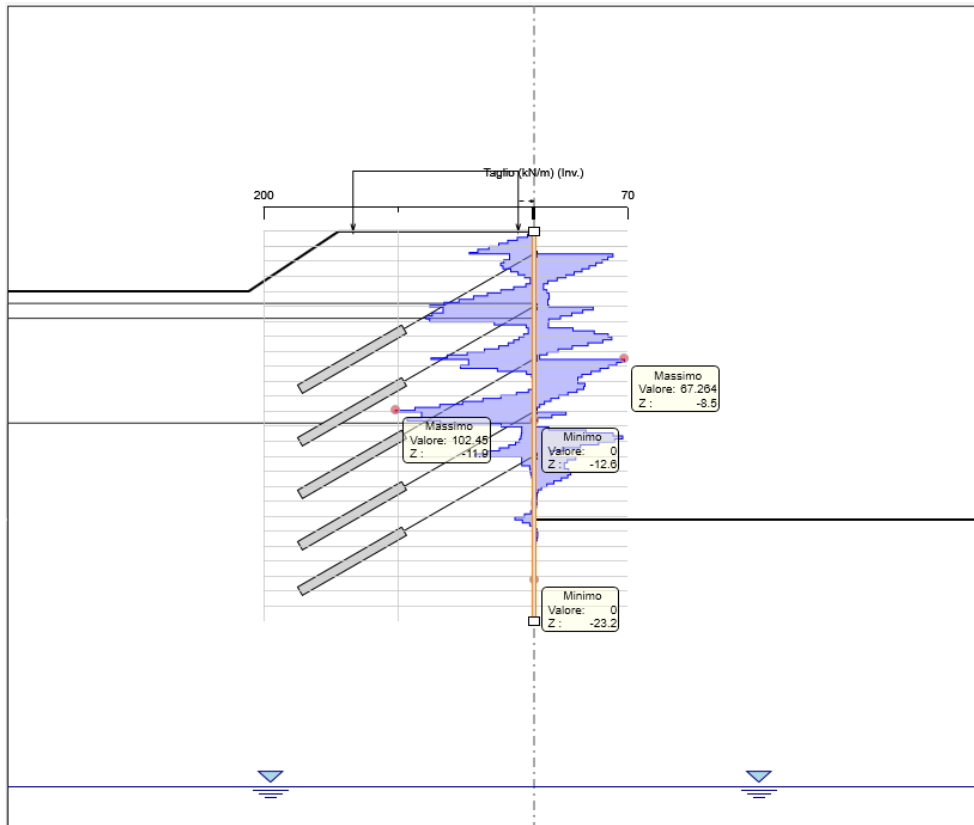 Taglio (kN/m) (Inv.)
200
70
Massimo
Valore: 67.264
Z : -8.5
Massimo
Valore: 102.45
Z : -11.9
Minimo
Valore: 0
Z : -12.6
Minimo
Valore: 0
Z : -23.2